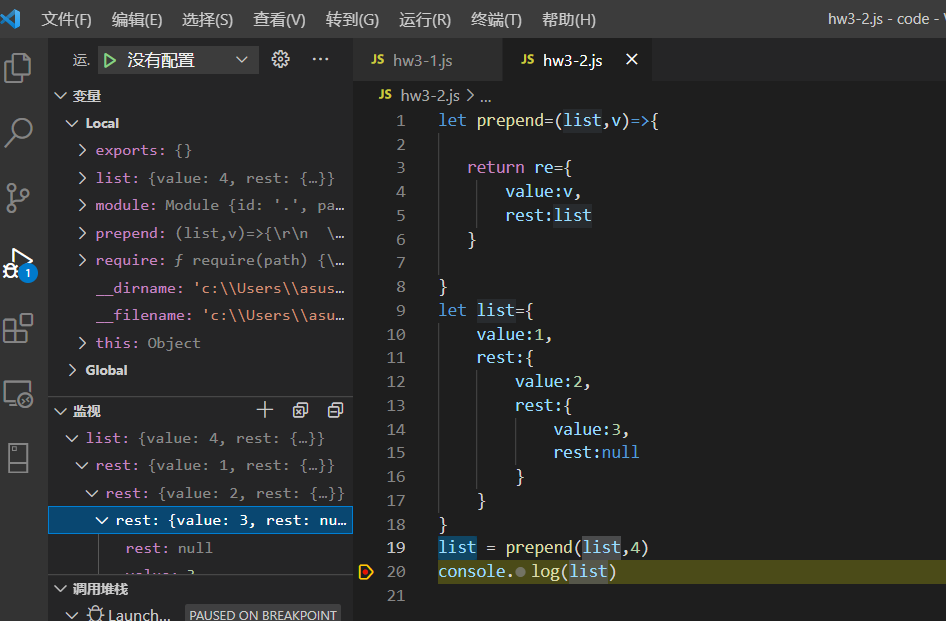 文件(F) 编辑(E) 选择(S) 查看(V) 转到(G) 运行(R) 终端(T) 帮助(H) hw3-2.js - code -
运. 没有配置
JS hw3-1.js JS hw3-2.js
JS hw3-2.js > ...
变量
Local
exports: {}
list: {value: 4, rest: {…}}
module: Module {id: '.', pa…
prepend: (list,v)=>{\r\n \…
require: ƒ require(path) {\…
__dirname: 'c:\\Users\\asus…
__filename: 'c:\\Users\\asu…
this: Object
Global
监视
list: {value: 4, rest: {…}}
rest: {value: 1, rest: {…}}
rest: {value: 2, rest: {…}}
rest: {value: 3, rest: nu…
rest: null
value: 3
调用堆栈
Launch... PAUSED ON BREAKPOINT
1
1 let prepend=(list,v)=>{
2
3 return re={
4 value:v,
5 rest:list
6 }
7
8 }
9 let list={
10 value:1,
11 rest:{
12 value:2,
13 rest:{
14 value:3,
15 rest:null
16 }
17 }
18 }
19 list = prepend(list,4)
20 console. log(list)
21